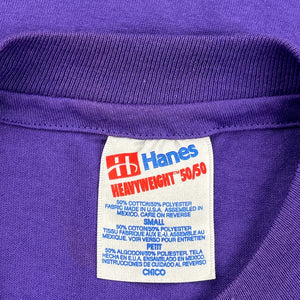 Hanes
HEAVYWEIGHT™ 50/50
50% COTTON/50% POLYESTER
FABRIC MADE IN U.S.A. ASSEMBLED IN
MEXICO. CARE ON REVERSE
SMALL
50% COTON/50% POLYESTER
TISSU FABRIQUE AUX E.-U. ASSEMBLE AU
MEXIQUE. VOIR VERSO POUR ENTRETIEN
PETIT
50% ALGODON/50% POLIESTER, TELA
HECHA EN E.U.A. ENSAMBLADO EN MEXICO.
INSTRUCCIONES DE CUIDADO AL REVERSO
CHICO